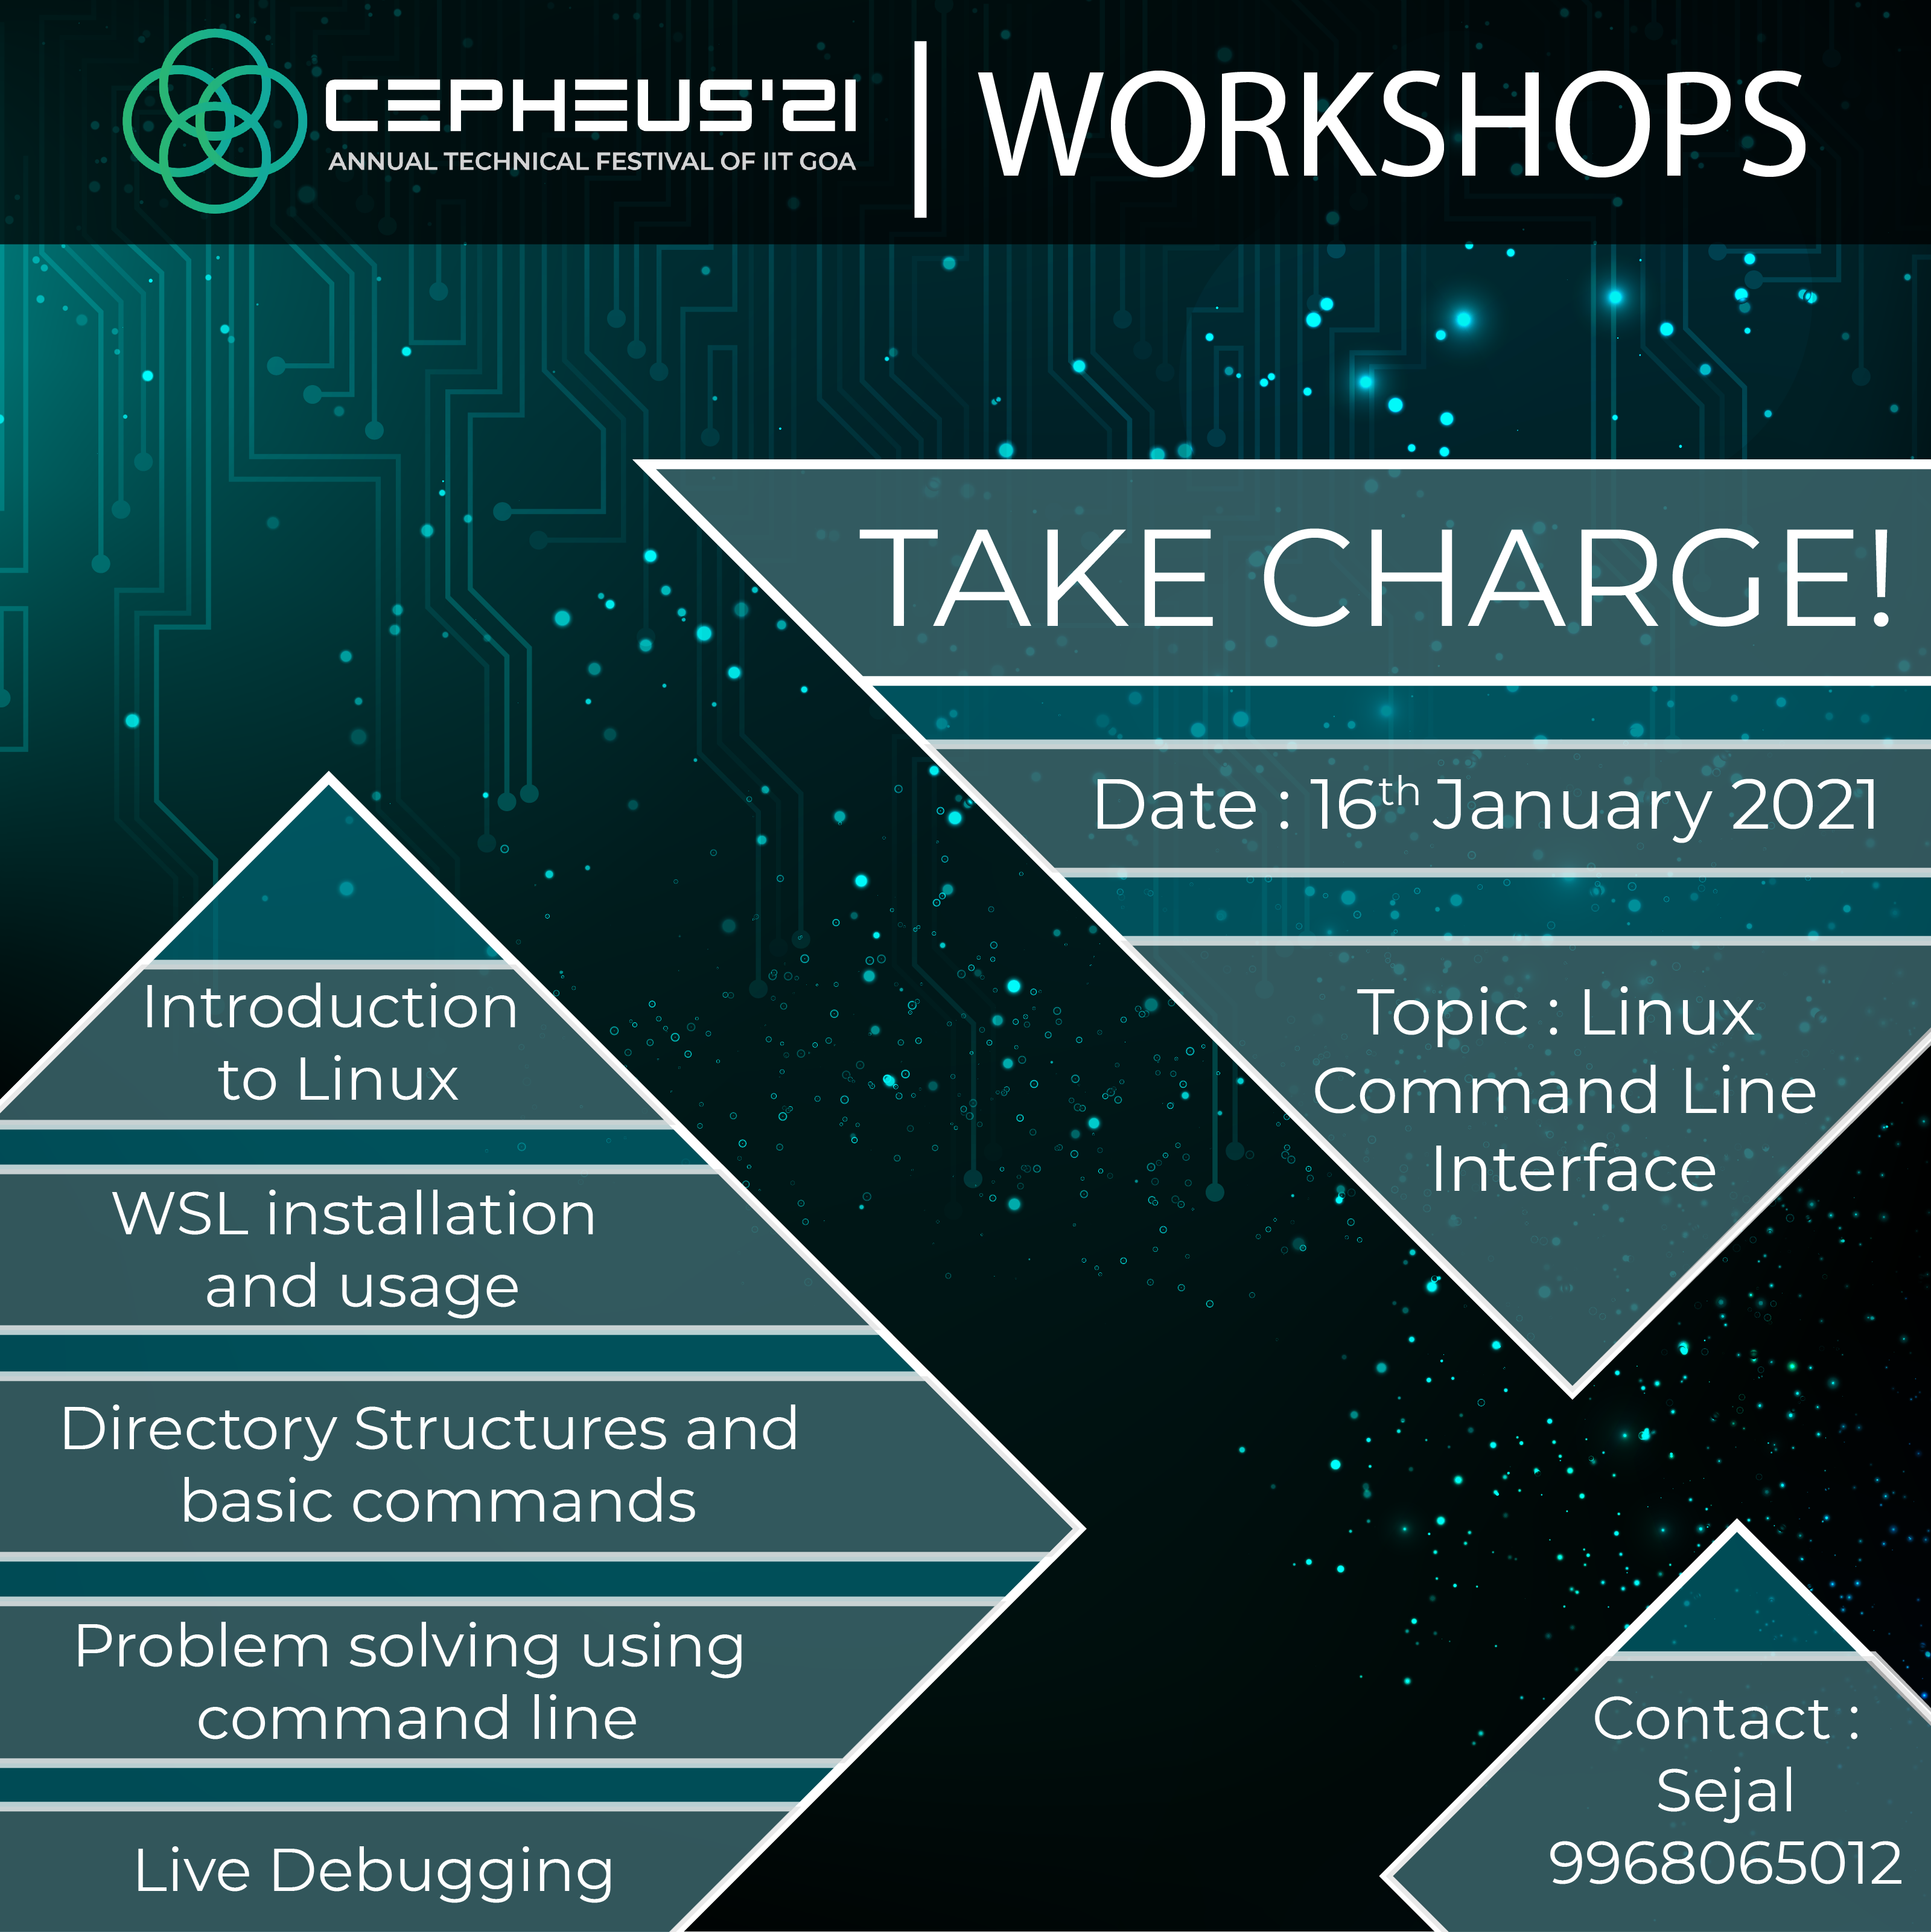 CEPHEUS'21
ANNUAL TECHNICAL FESTIVAL OF IIT GOA
WORKSHOPS
TAKE CHARGE!
Date : 16th January 2021
Topic : Linux
Command Line
Interface
Introduction
to Linux
WSL installation
and usage
Directory Structures and
basic commands
Problem solving using
command line
Live Debugging
Contact :
Sejal
9968065012